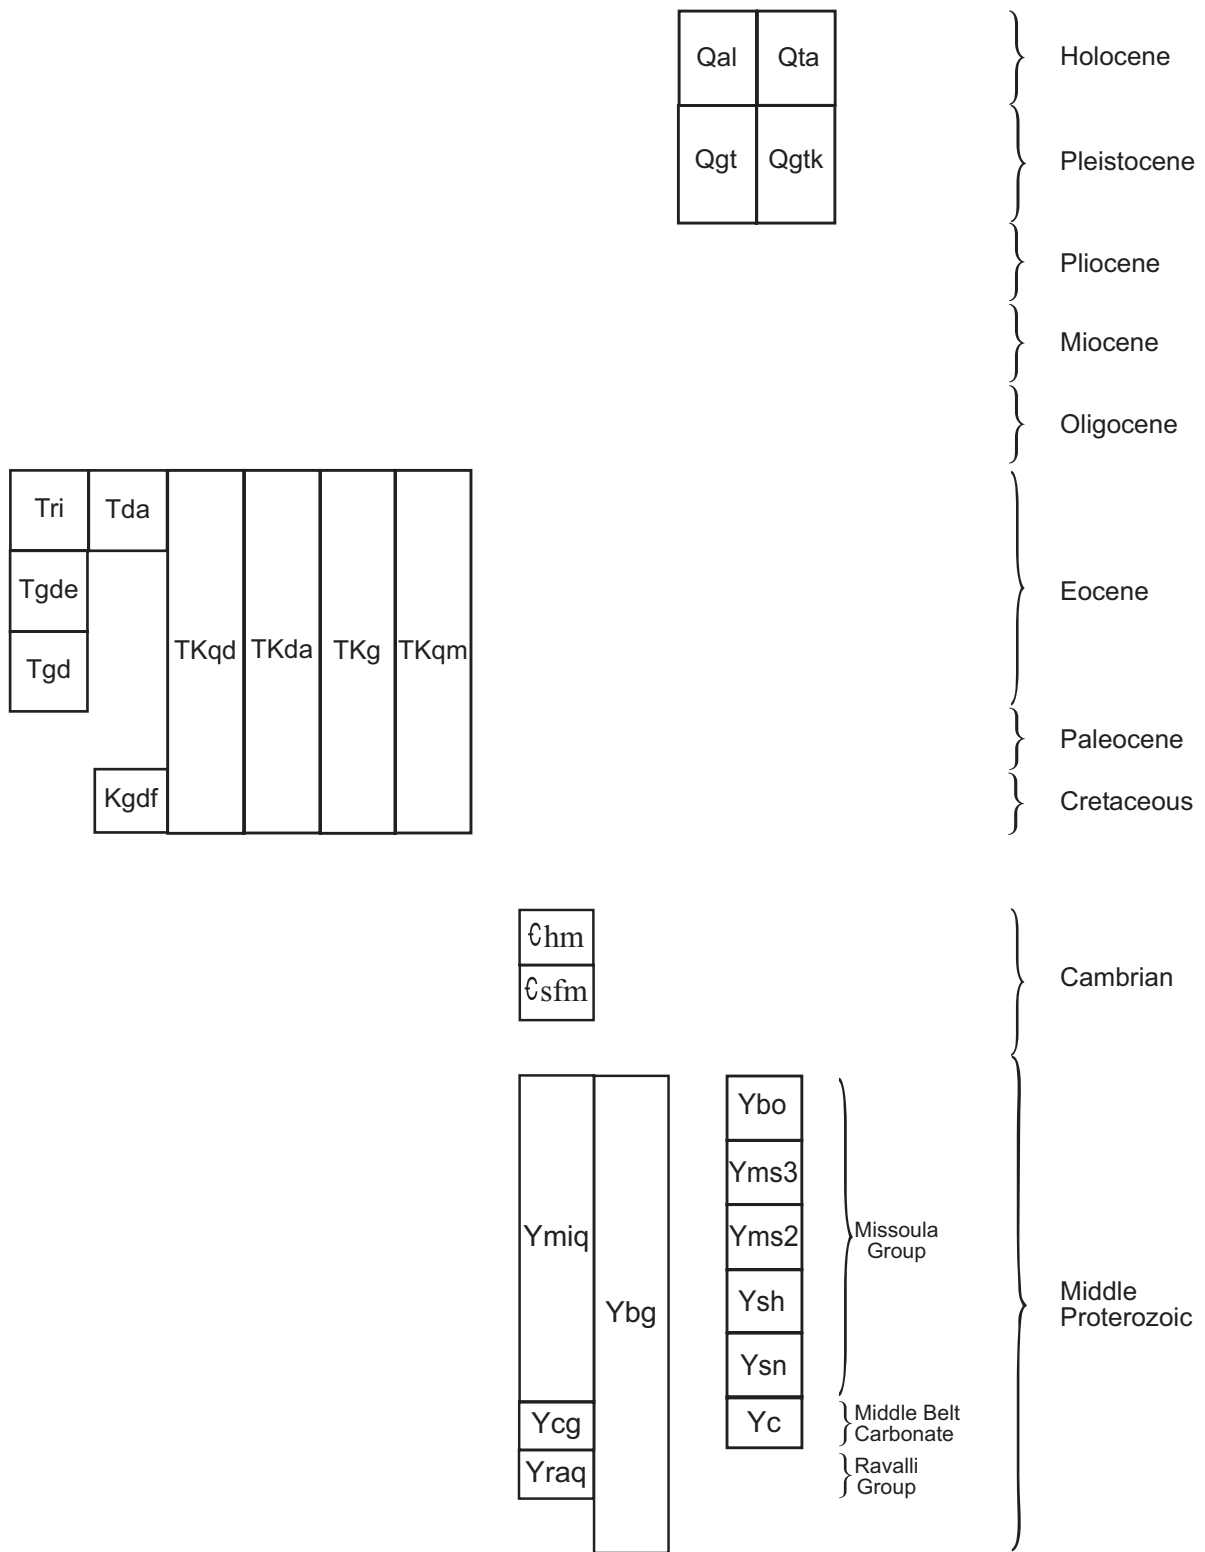 Qal Qta Holocene
Qgt Qgtk Pleistocene
Pliocene
Miocene
Oligocene
Tri Tda
Tgde Eocene
TKqd TKda TKg TKqm
Tgd
Paleocene
Kgdf Cretaceous
Єhm
Єsfm Cambrian
Ybo
Yms3
Ymiq Yms2 Missoula
Group
Ybg Ysh Middle
Proterozoic
Ysn
Ycg Yc Middle Belt
Carbonate
Yraq Ravalli
Group